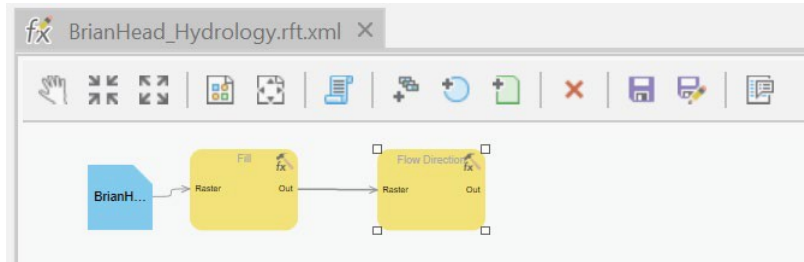 fx BrianHead_Hydrology.rft.xml ×
Fill fx
Flow Direction fx
BrianH...
Raster Out
Raster Out